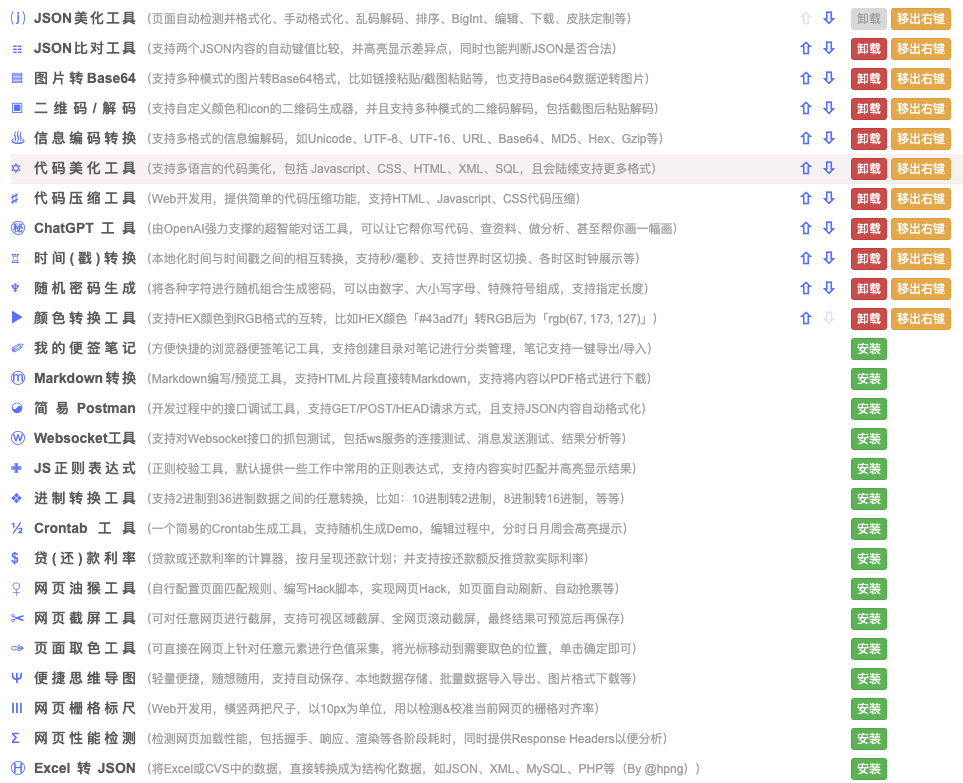 JSON美化工具 (页面自动检测并格式化、手动格式化、乱码解码、排序、BigInt、编辑、下载、皮肤定制等) 卸载 移出右键
JSON比对工具 (支持两个JSON内容的自动键值比较，并高亮显示差异点，同时也能判断JSON是否合法) 卸载 移出右键
图片转Base64 (支持多种模式的图片转Base64格式，比如链接粘贴/截图粘贴等，也支持Base64数据逆转图片) 卸载 移出右键
二维码/解码 (支持自定义颜色和icon的二维码生成器，并且支持多种模式的二维码解码，包括截图后粘贴解码) 卸载 移出右键
信息编码转换 (支持多格式的信息编解码，如Unicode、UTF-8、UTF-16、URL、Base64、MD5、Hex、Gzip等) 卸载 移出右键
代码美化工具 (支持多语言的代码美化，包括 Javascript、CSS、HTML、XML、SQL，且会陆续支持更多格式) 卸载 移出右键
代码压缩工具 (Web开发用，提供简单的代码压缩功能，支持HTML、Javascript、CSS代码压缩) 卸载 移出右键
ChatGPT 工具 (由OpenAI强力支撑的超智能对话工具，可以让它帮你写代码、查资料、做分析、甚至帮你画一幅画) 卸载 移出右键
时间(戳)转换 (本地化时间与时间戳之间的相互转换，支持秒/毫秒、支持世界时区切换、各时区时钟展示等) 卸载 移出右键
随机密码生成 (将各种字符进行随机组合生成密码，可以由数字、大小写字母、特殊符号组成，支持指定长度) 卸载 移出右键
颜色转换工具 (支持HEX颜色到RGB格式的互转，比如HEX颜色「#43ad7f」转RGB后为「rgb(67, 173, 127)」) 卸载 移出右键
我的便签笔记 (方便快捷的浏览器便签笔记工具，支持创建目录对笔记进行分类管理，笔记支持一键导出/导入) 安装
Markdown转换 (Markdown编写/预览工具，支持HTML片段直接转Markdown，支持将内容以PDF格式进行下载) 安装
简易 Postman (开发过程中的接口调试工具，支持GET/POST/HEAD请求方式，且支持JSON内容自动格式化) 安装
Websocket工具 (支持对Websocket接口的抓包测试，包括ws服务的连接测试、消息发送测试、结果分析等) 安装
JS正则表达式 (正则校验工具，默认提供一些工作中常用的正则表达式，支持内容实时匹配并高亮显示结果) 安装
进制转换工具 (支持2进制到36进制数据之间的任意转换，比如：10进制转2进制，8进制转16进制，等等) 安装
Crontab 工具 (一个简易的Crontab生成工具，支持随机生成Demo，编辑过程中，分时日月周会高亮提示) 安装
贷(还)款利率 (贷款或还款利率的计算器，按月呈现还款计划；并支持按还款额反推贷款实际利率) 安装
网页油猴工具 (自行配置页面匹配规则、编写Hack脚本，实现网页Hack，如页面自动刷新、自动抢票等) 安装
网页截屏工具 (可对任意网页进行截屏，支持可视区域截屏、全网页滚动截屏，最终结果可预览后再保存) 安装
页面取色工具 (可直接在网页上针对任意元素进行色值采集，将光标移动到需要取色的位置，单击确定即可) 安装
便捷思维导图 (轻量便捷，随想随用，支持自动保存、本地数据存储、批量数据导入导出、图片格式下载等) 安装
网页栅格标尺 (Web开发用，横竖两把尺子，以10px为单位，用以检测&校准当前网页的栅格对齐率) 安装
网页性能检测 (检测网页加载性能，包括握手、响应、渲染等各阶段耗时，同时提供Response Headers以便分析) 安装
Excel 转 JSON (将Excel或CVS中的数据，直接转换成为结构化数据，如JSON、XML、MySQL、PHP等（By @hpng）) 安装